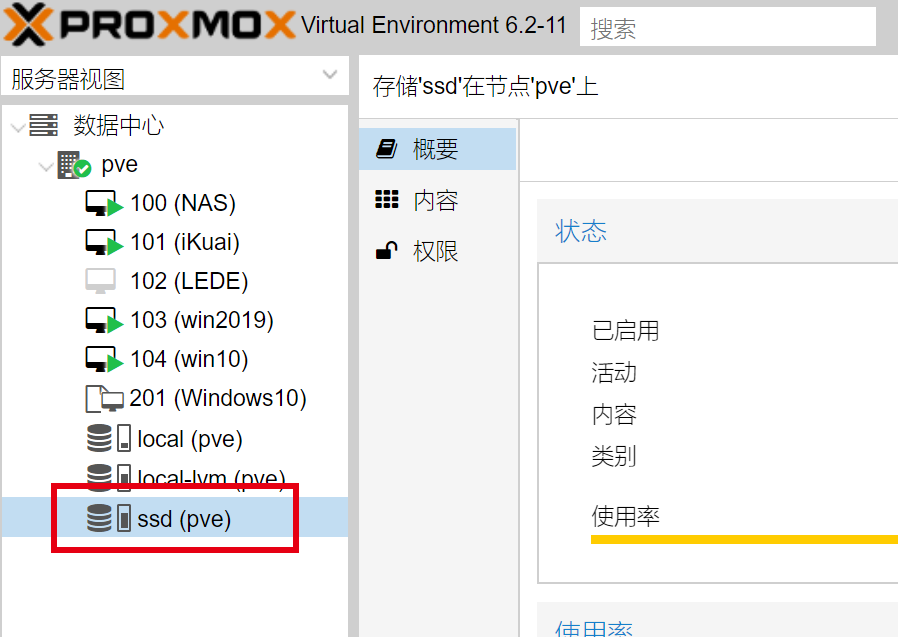 PROXMOX Virtual Environment 6.2-11
搜索
服务器视图
存储'ssd'在节点'pve'上
数据中心
pve
100 (NAS)
101 (iKuai)
102 (LEDE)
103 (win2019)
104 (win10)
201 (Windows10)
local (pve)
local-lvm (pve)
ssd (pve)
概要
内容
权限
状态
已启用
活动
内容
类别
使用率
使用率